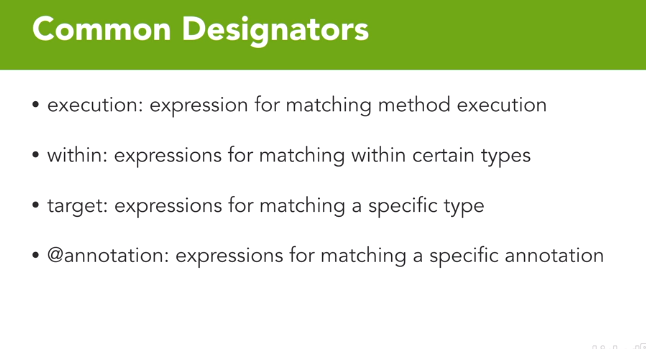 Common Designators
• execution: expression for matching method execution
• within: expressions for matching within certain types
• target: expressions for matching a specific type
• @annotation: expressions for matching a specific annotation